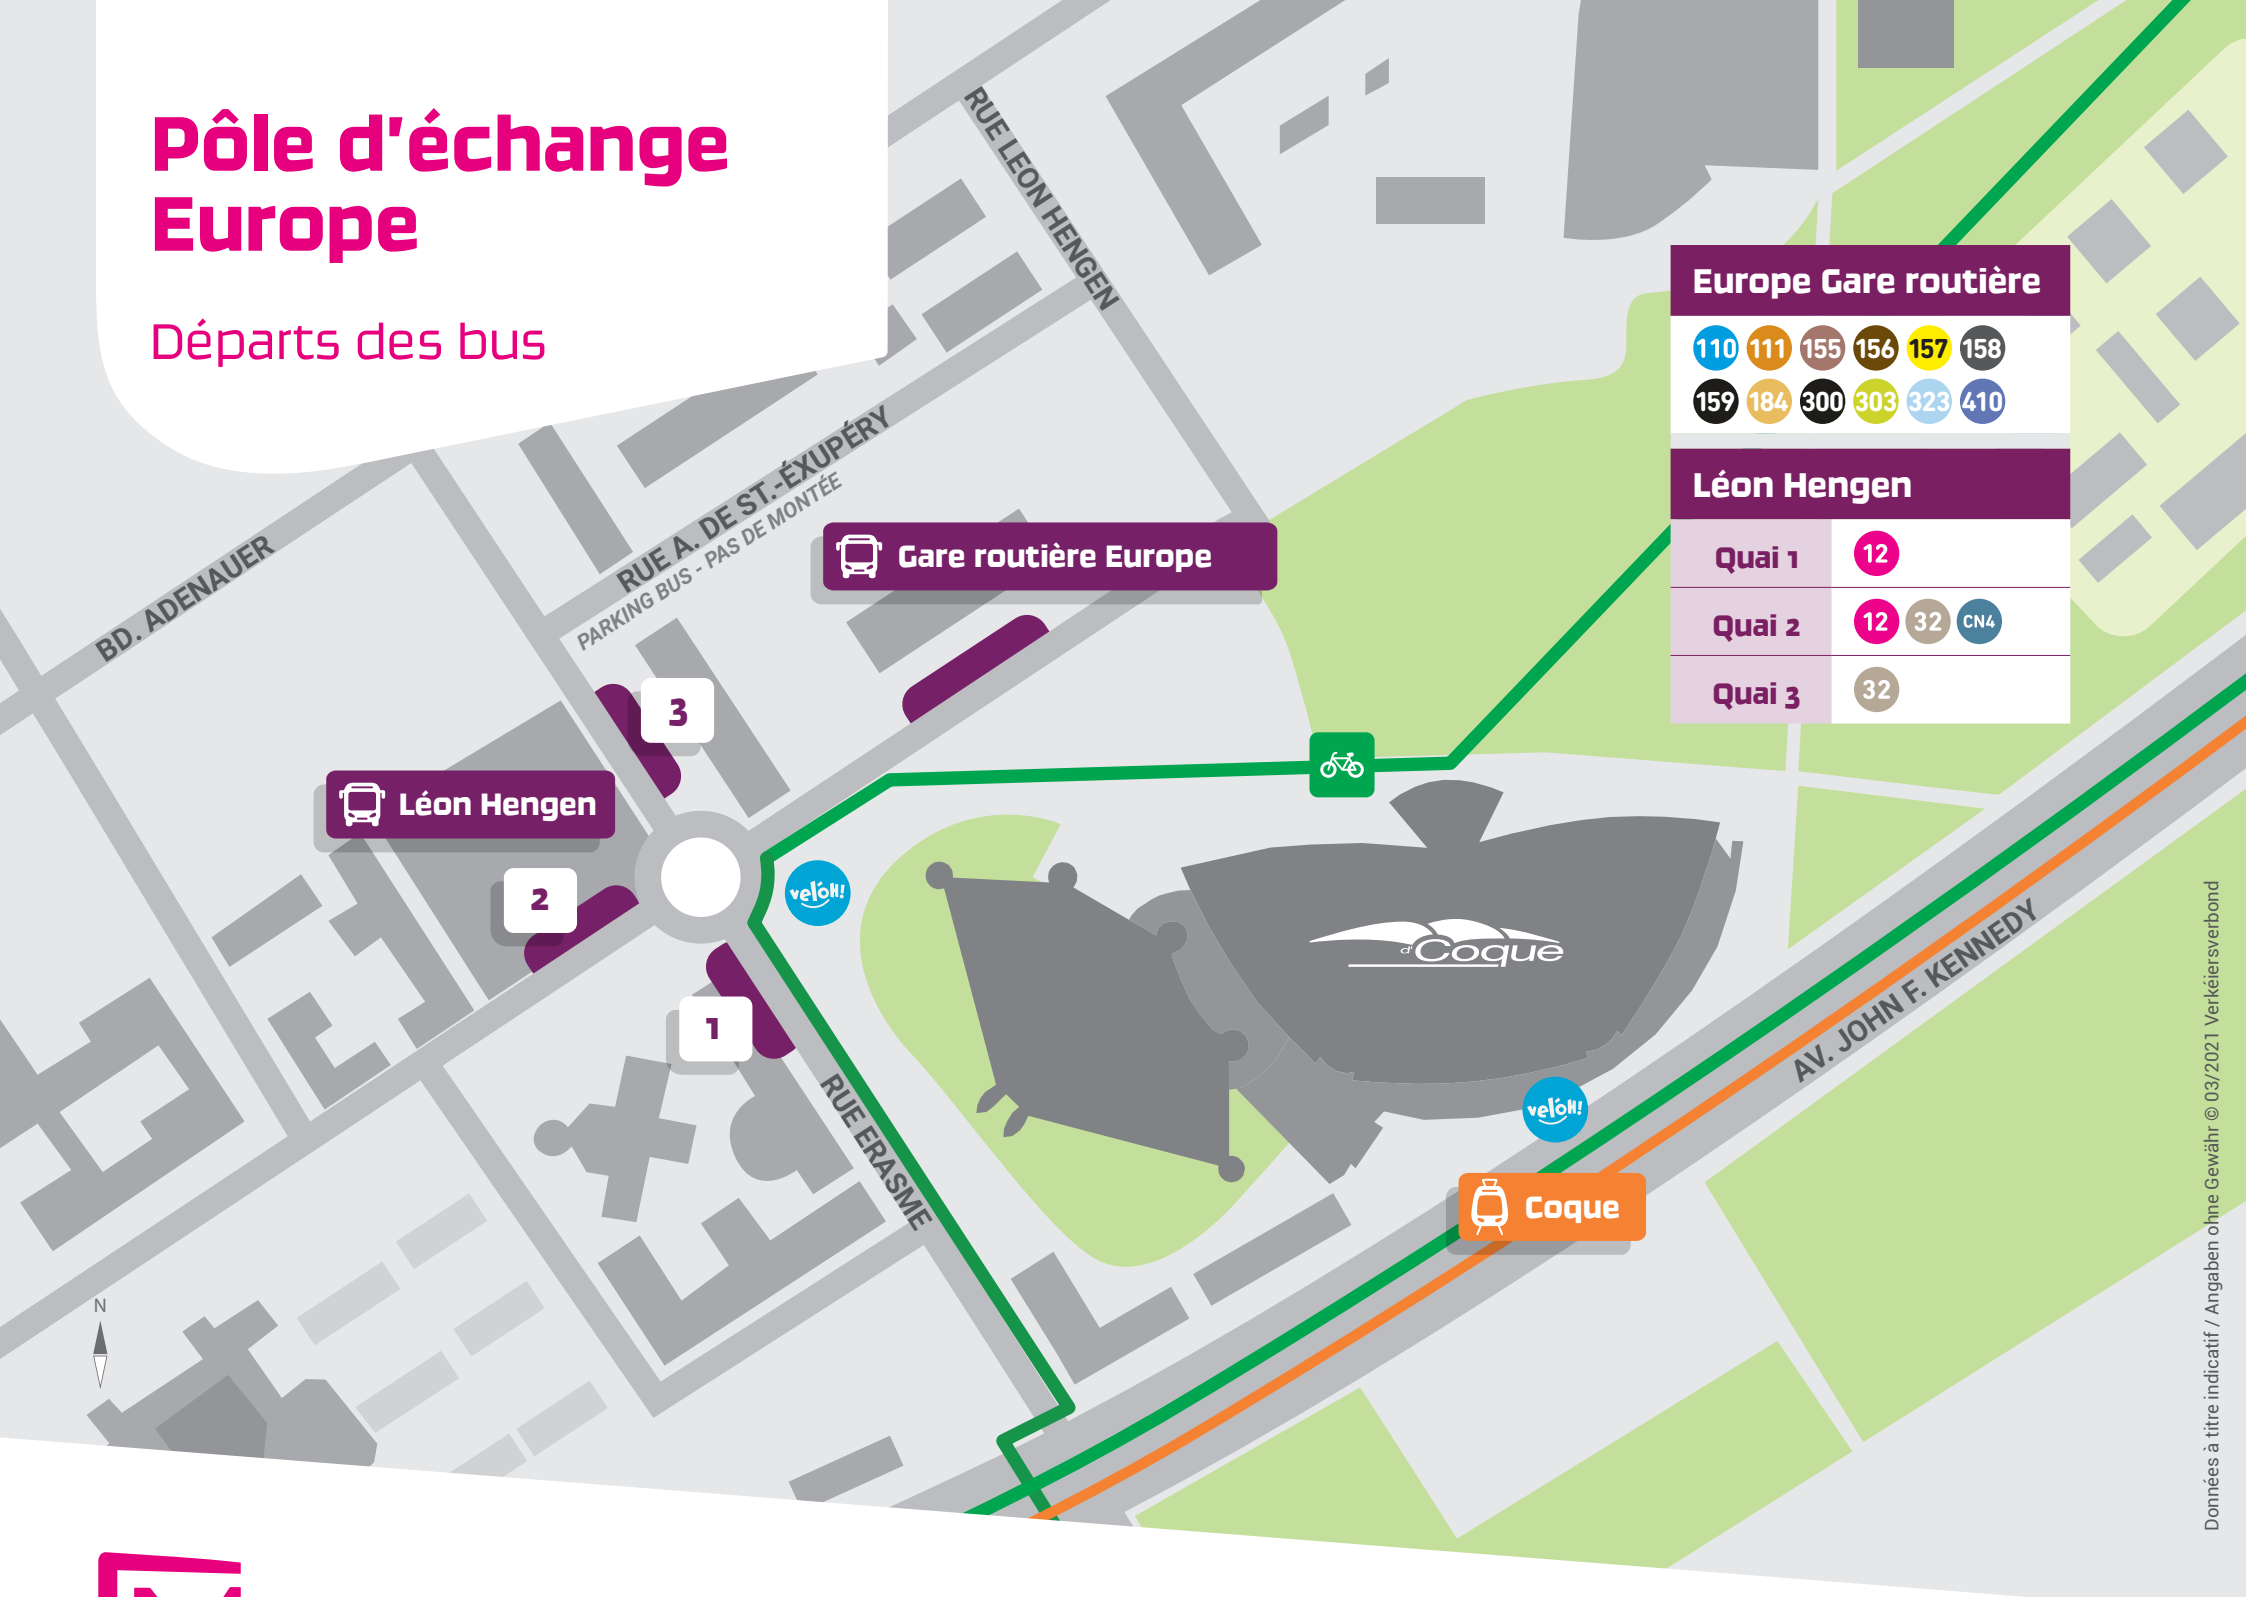 Pôle d'échange
Europe
Départs des bus
RUE LEON HENGEN
BD. ADENAUER
RUE A. DE ST.-ÉXUPÉRY
PARKING BUS - PAS DE MONTÉE
Gare routière Europe
3
Léon Hengen
2
1
RUE ERASME
vel'oH!
d'Coque
vel'oH!
Coque
AV. JOHN F. KENNEDY
N
Europe Gare routière
110 111 155 156 157 158
159 184 300 303 323 410
Léon Hengen
Quai 1 12
Quai 2 12 32 CN4
Quai 3 32
Données à titre indicatif / Angaben ohne Gewähr © 03/2021 Verkéiersverbond